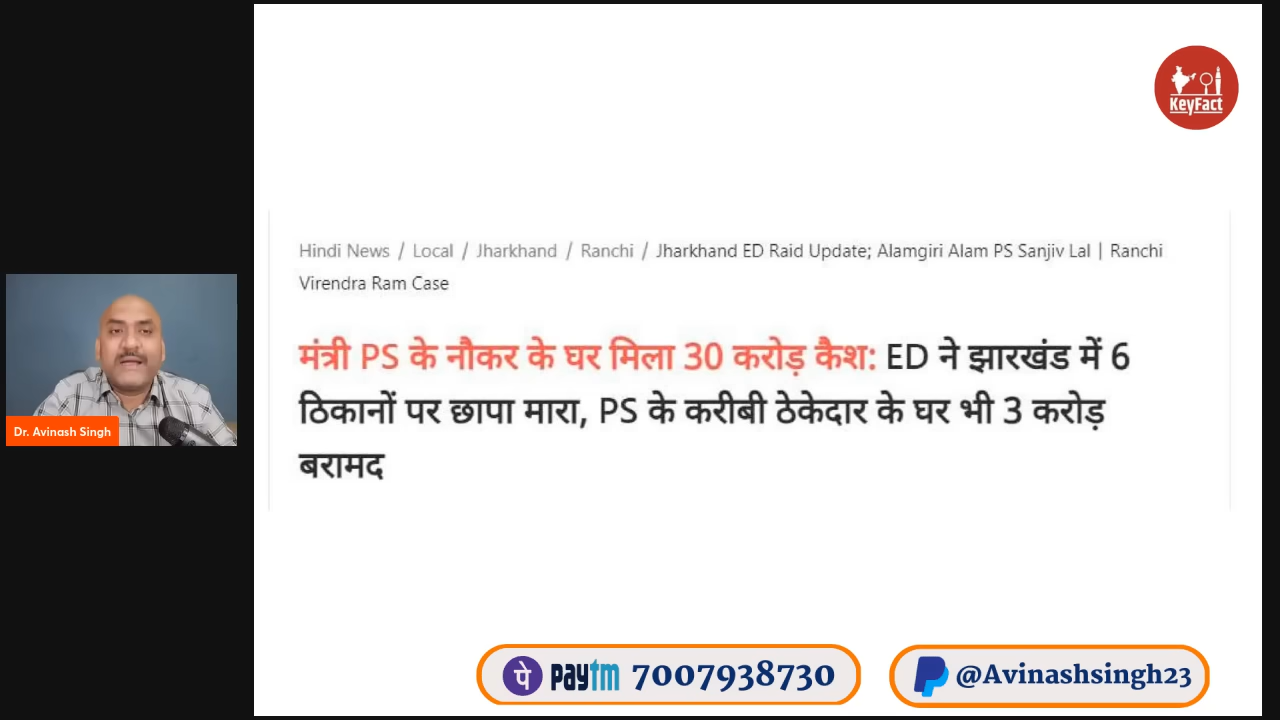 KeyFact
Hindi News / Local / Jharkhand / Ranchi / Jharkhand ED Raid Update; Alamgiri Alam PS Sanjiv Lal | Ranchi
Virendra Ram Case
मंत्री PS के नौकर के घर मिला 30 करोड़ कैश: ED ने झारखंड में 6
ठिकानों पर छापा मारा, PS के करीबी ठेकेदार के घर भी 3 करोड़
बरामद
Dr. Avinash Singh
पे paytm 7007938730
@Avinashsingh23